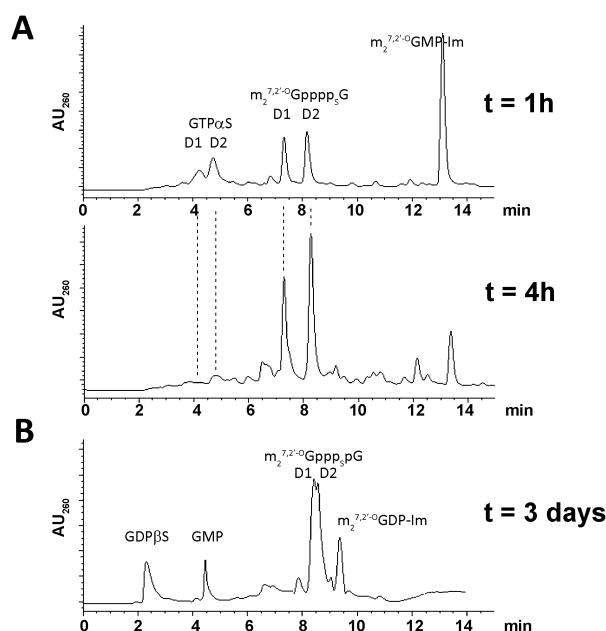 A
m₂⁷,²'⁻ᴼGMP-Im
m₂⁷,²'⁻ᴼGppppₛG
D1 D2
GTPαS
D1 D2
t = 1h
AU₂₆₀
0 2 4 6 8 10 12 14 min
t = 4h
AU₂₆₀
0 2 4 6 8 10 12 14 min
B
m₂⁷,²'⁻ᴼGpppₛpG
D1 D2
m₂⁷,²'⁻ᴼGDP-Im
GDPβS GMP
t = 3 days
AU₂₆₀
0 2 4 6 8 10 12 14 min